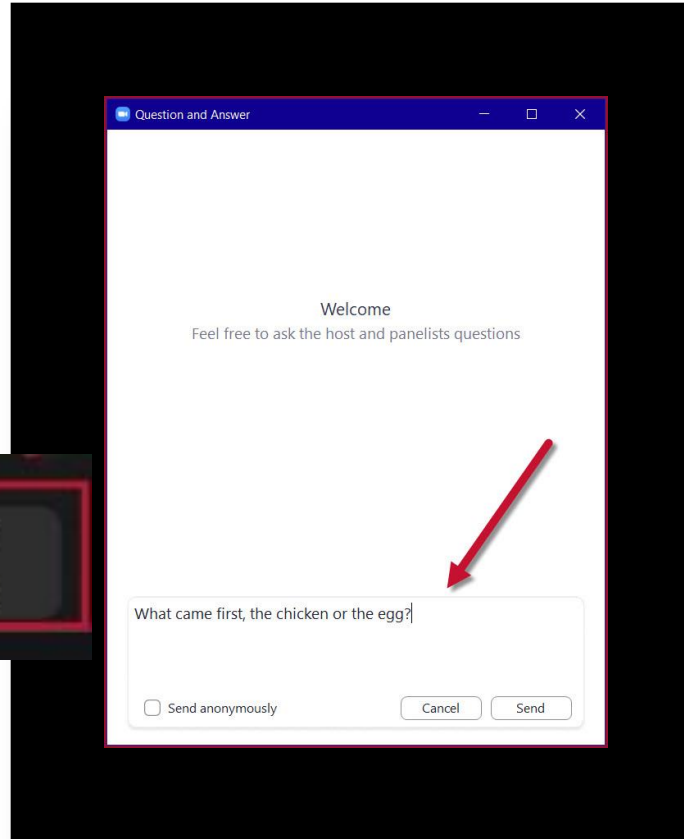 Question and Answer
Welcome
Feel free to ask the host and panelists questions
What came first, the chicken or the egg?
Send anonymously
Cancel Send